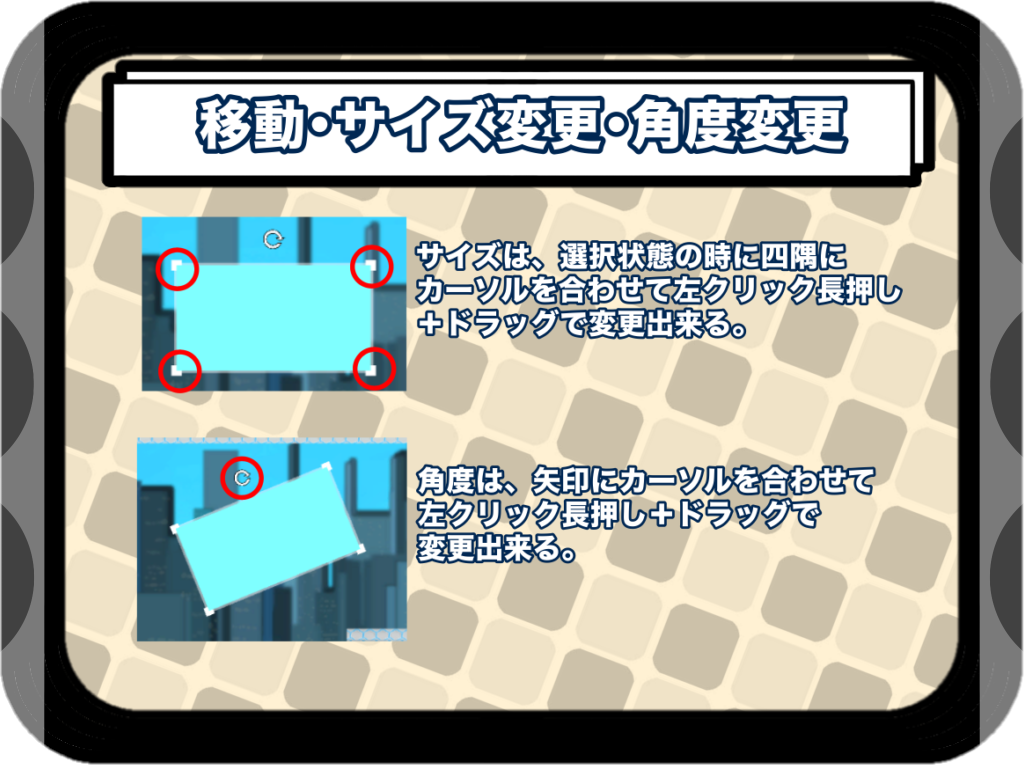 移動・サイズ変更・角度変更
サイズは、選択状態の時に四隅に
カーソルを合わせて左クリック長押し
＋ドラッグで変更出来る。
角度は、矢印にカーソルを合わせて
左クリック長押し＋ドラッグで
変更出来る。